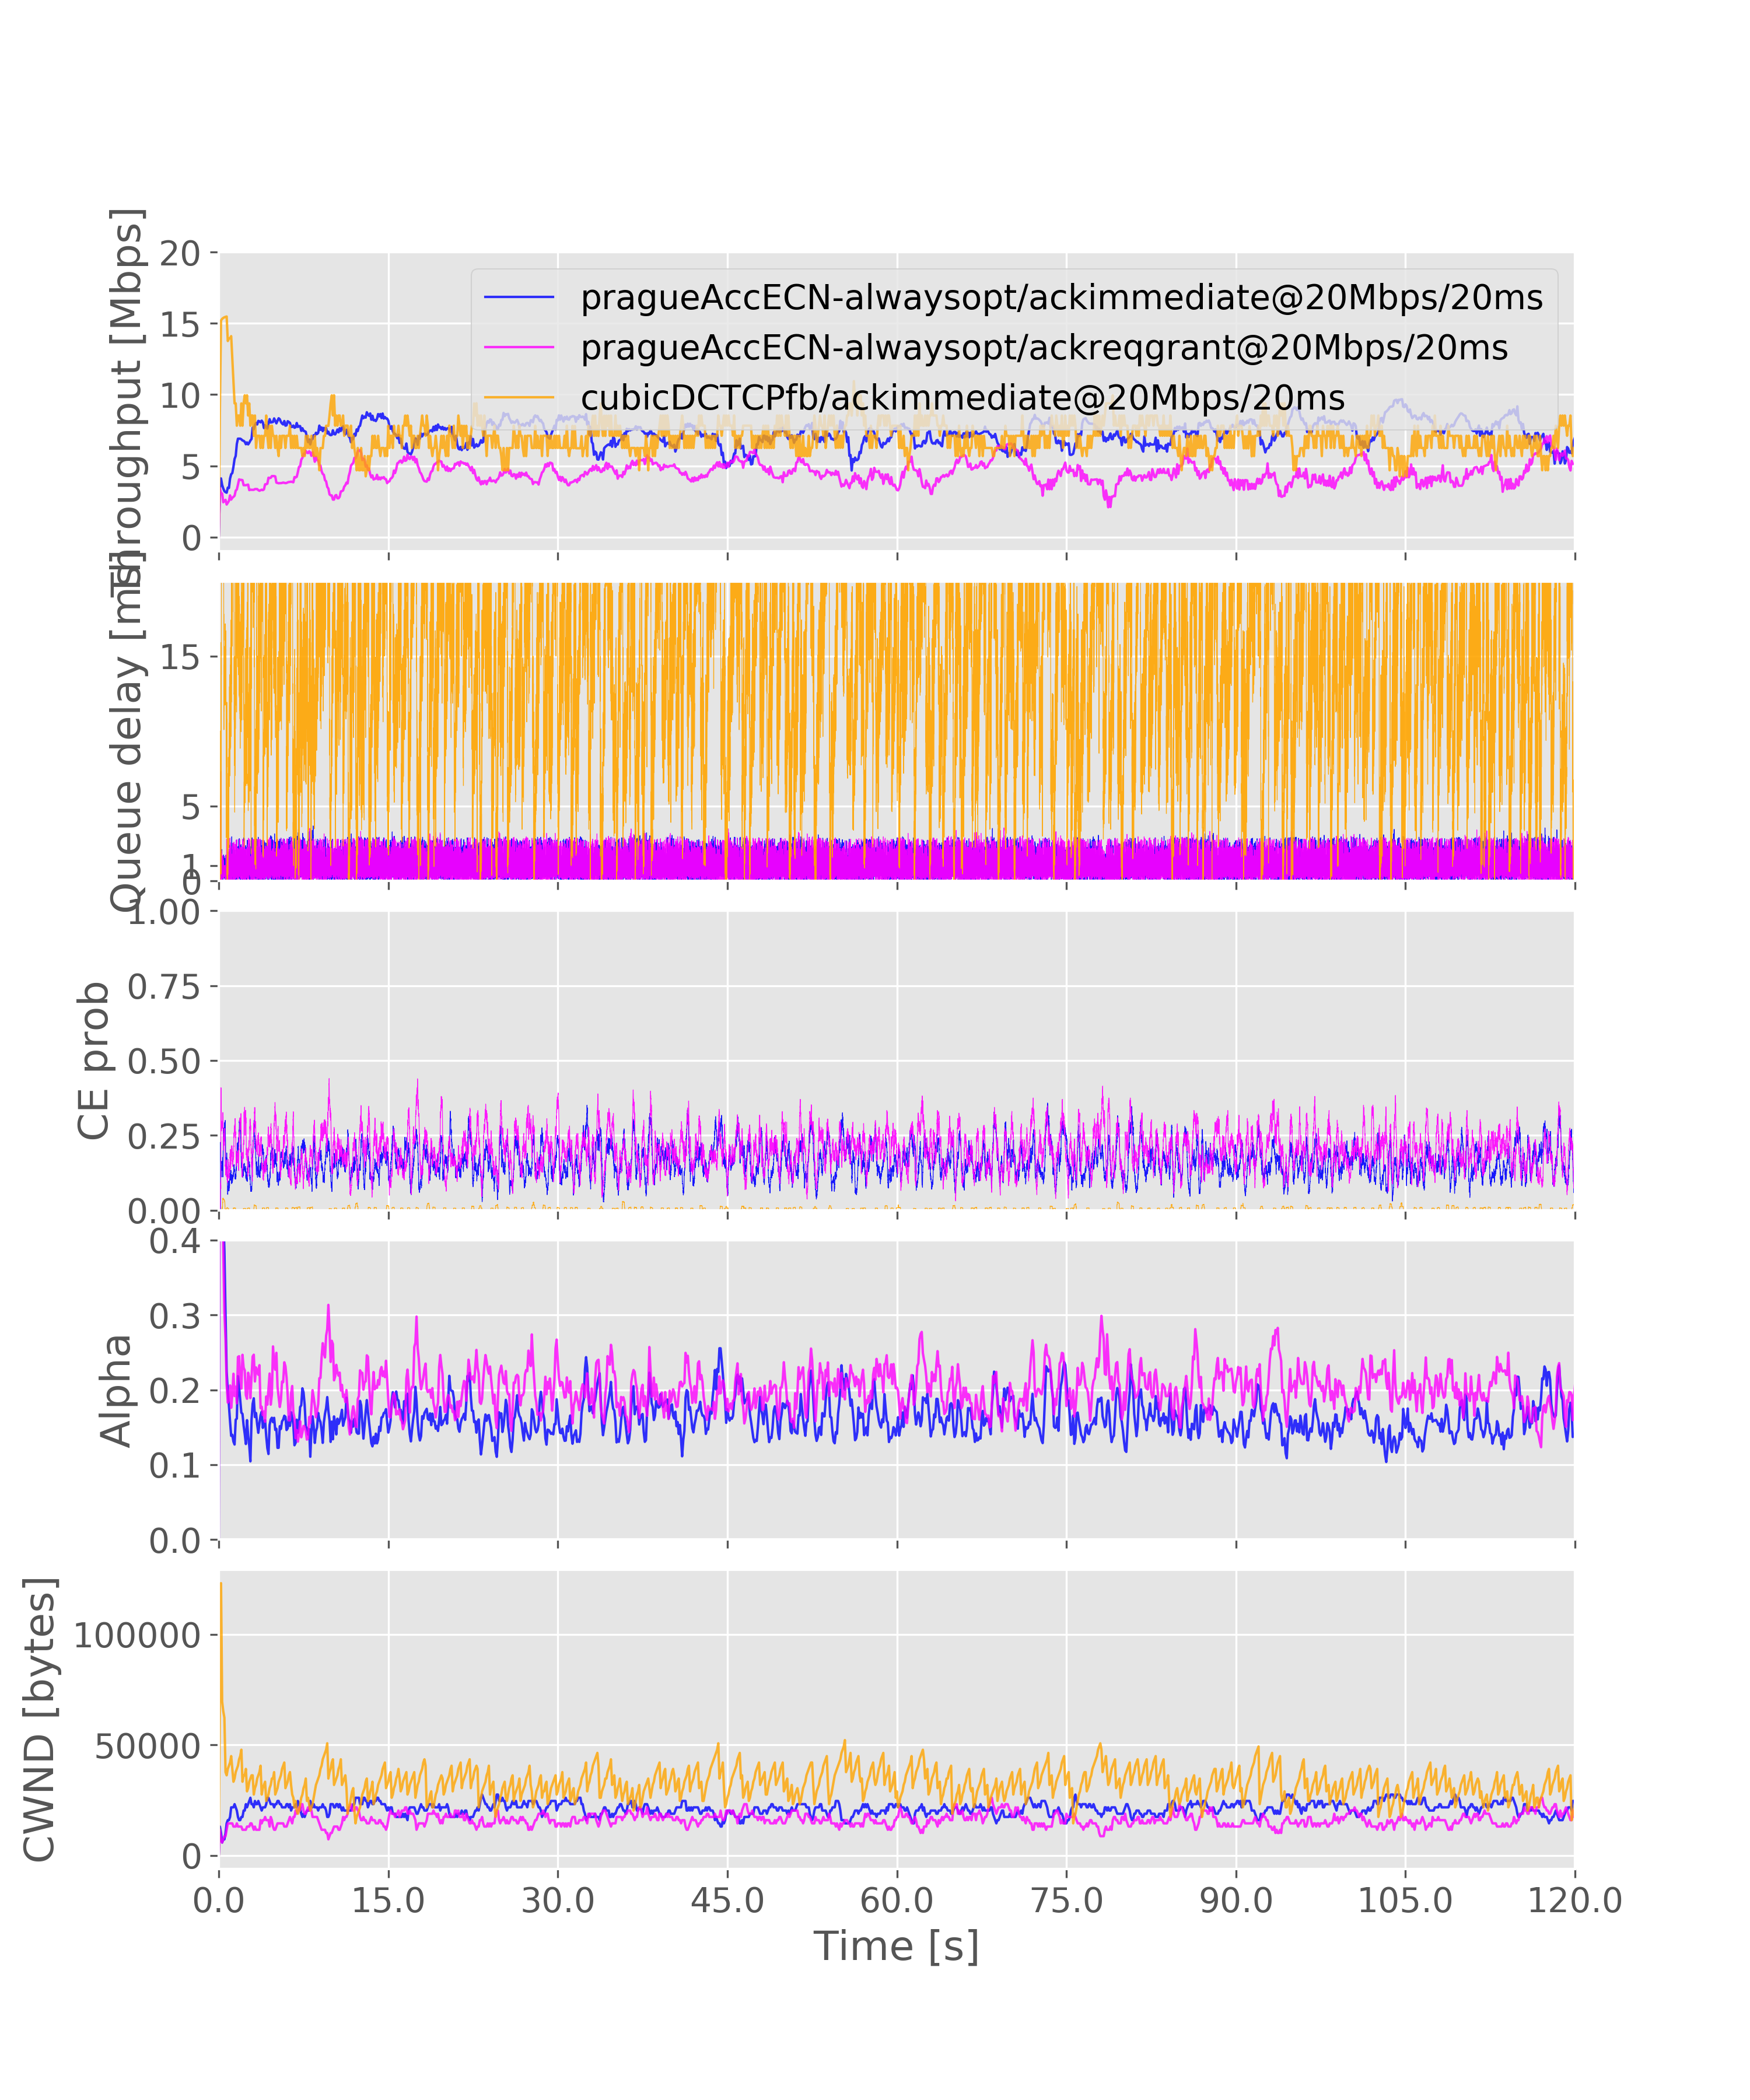 Throughput [Mbps]
20
15
10
5
0
pragueAccECN-alwaysopt/ackimmediate@20Mbps/20ms
pragueAccECN-alwaysopt/ackreqgrant@20Mbps/20ms
cubicDCTCPfb/ackimmediate@20Mbps/20ms
Queue delay [ms]
15
5
1
0
CE prob
1.00
0.75
0.50
0.25
0.00
Alpha
0.4
0.3
0.2
0.1
0.0
CWND [bytes]
100000
50000
0
0.0 15.0 30.0 45.0 60.0 75.0 90.0 105.0 120.0
Time [s]